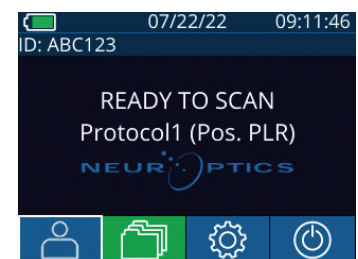 07/22/22 09:11:46
ID: ABC123
READY TO SCAN
Protocol1 (Pos. PLR)
NEUROPTICS